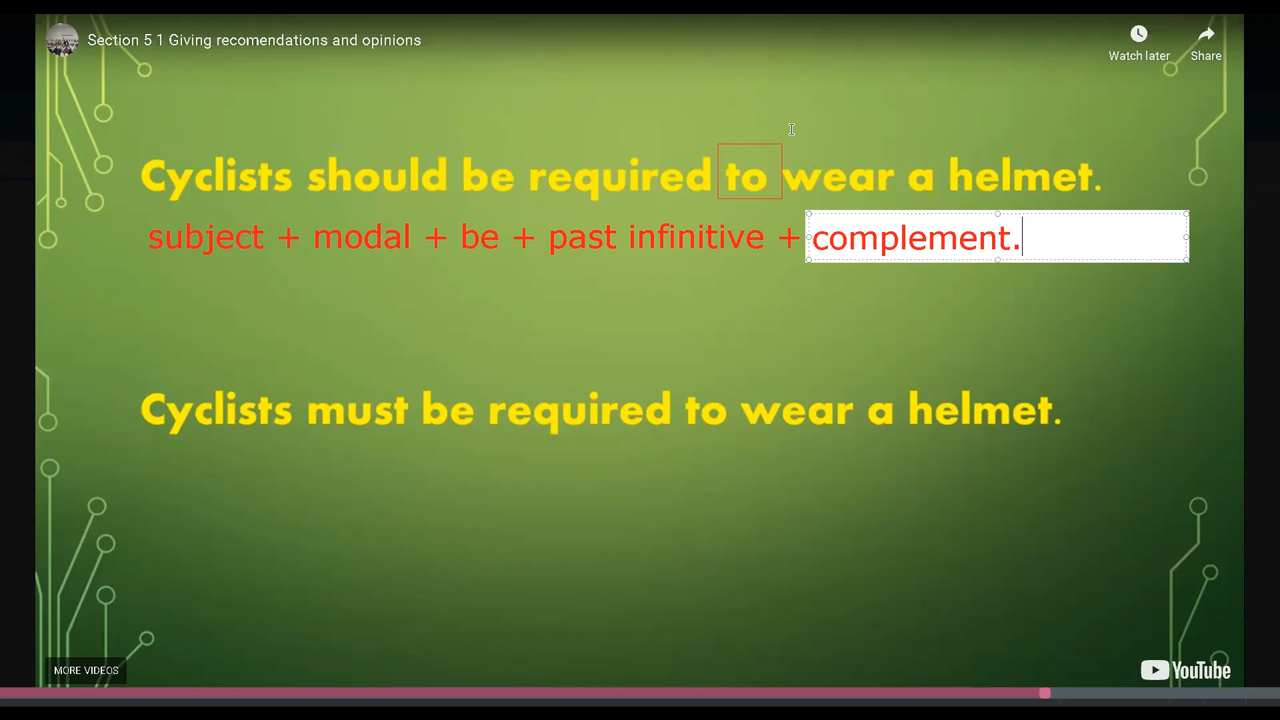 Section 5 1 Giving recomendations and opinions
Watch later
Share
Cyclists should be required to wear a helmet.
subject + modal + be + past infinitive + complement.
Cyclists must be required to wear a helmet.
MORE VIDEOS
YouTube